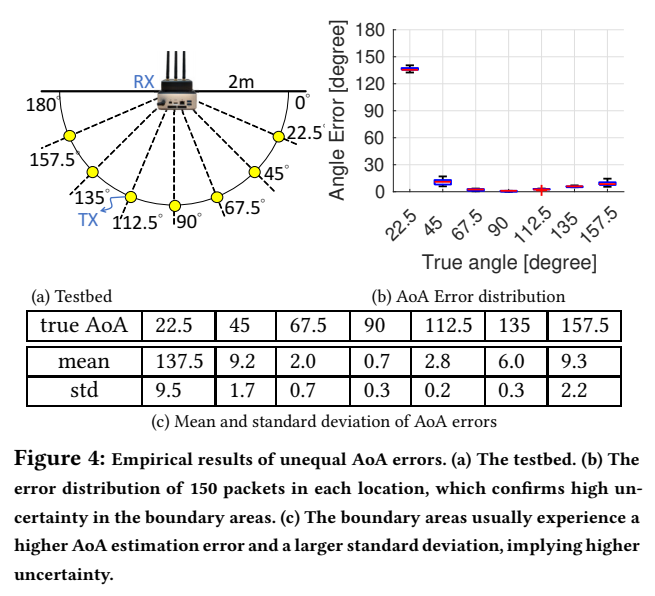 RX
2m
180°
0°
22.5°
157.5°
45°
135°
67.5°
TX
112.5°
90°
Angle Error [degree]
180
150
120
90
60
30
0
22.5
45
67.5
90
112.5
135
157.5
True angle [degree]
(a) Testbed
(b) AoA Error distribution
true AoA 22.5 45 67.5 90 112.5 135 157.5
mean 137.5 9.2 2.0 0.7 2.8 6.0 9.3
std 9.5 1.7 0.7 0.3 0.2 0.3 2.2
(c) Mean and standard deviation of AoA errors
Figure 4: Empirical results of unequal AoA errors. (a) The testbed. (b) The
error distribution of 150 packets in each location, which confirms high un-
certainty in the boundary areas. (c) The boundary areas usually experience a
higher AoA estimation error and a larger standard deviation, implying higher
uncertainty.